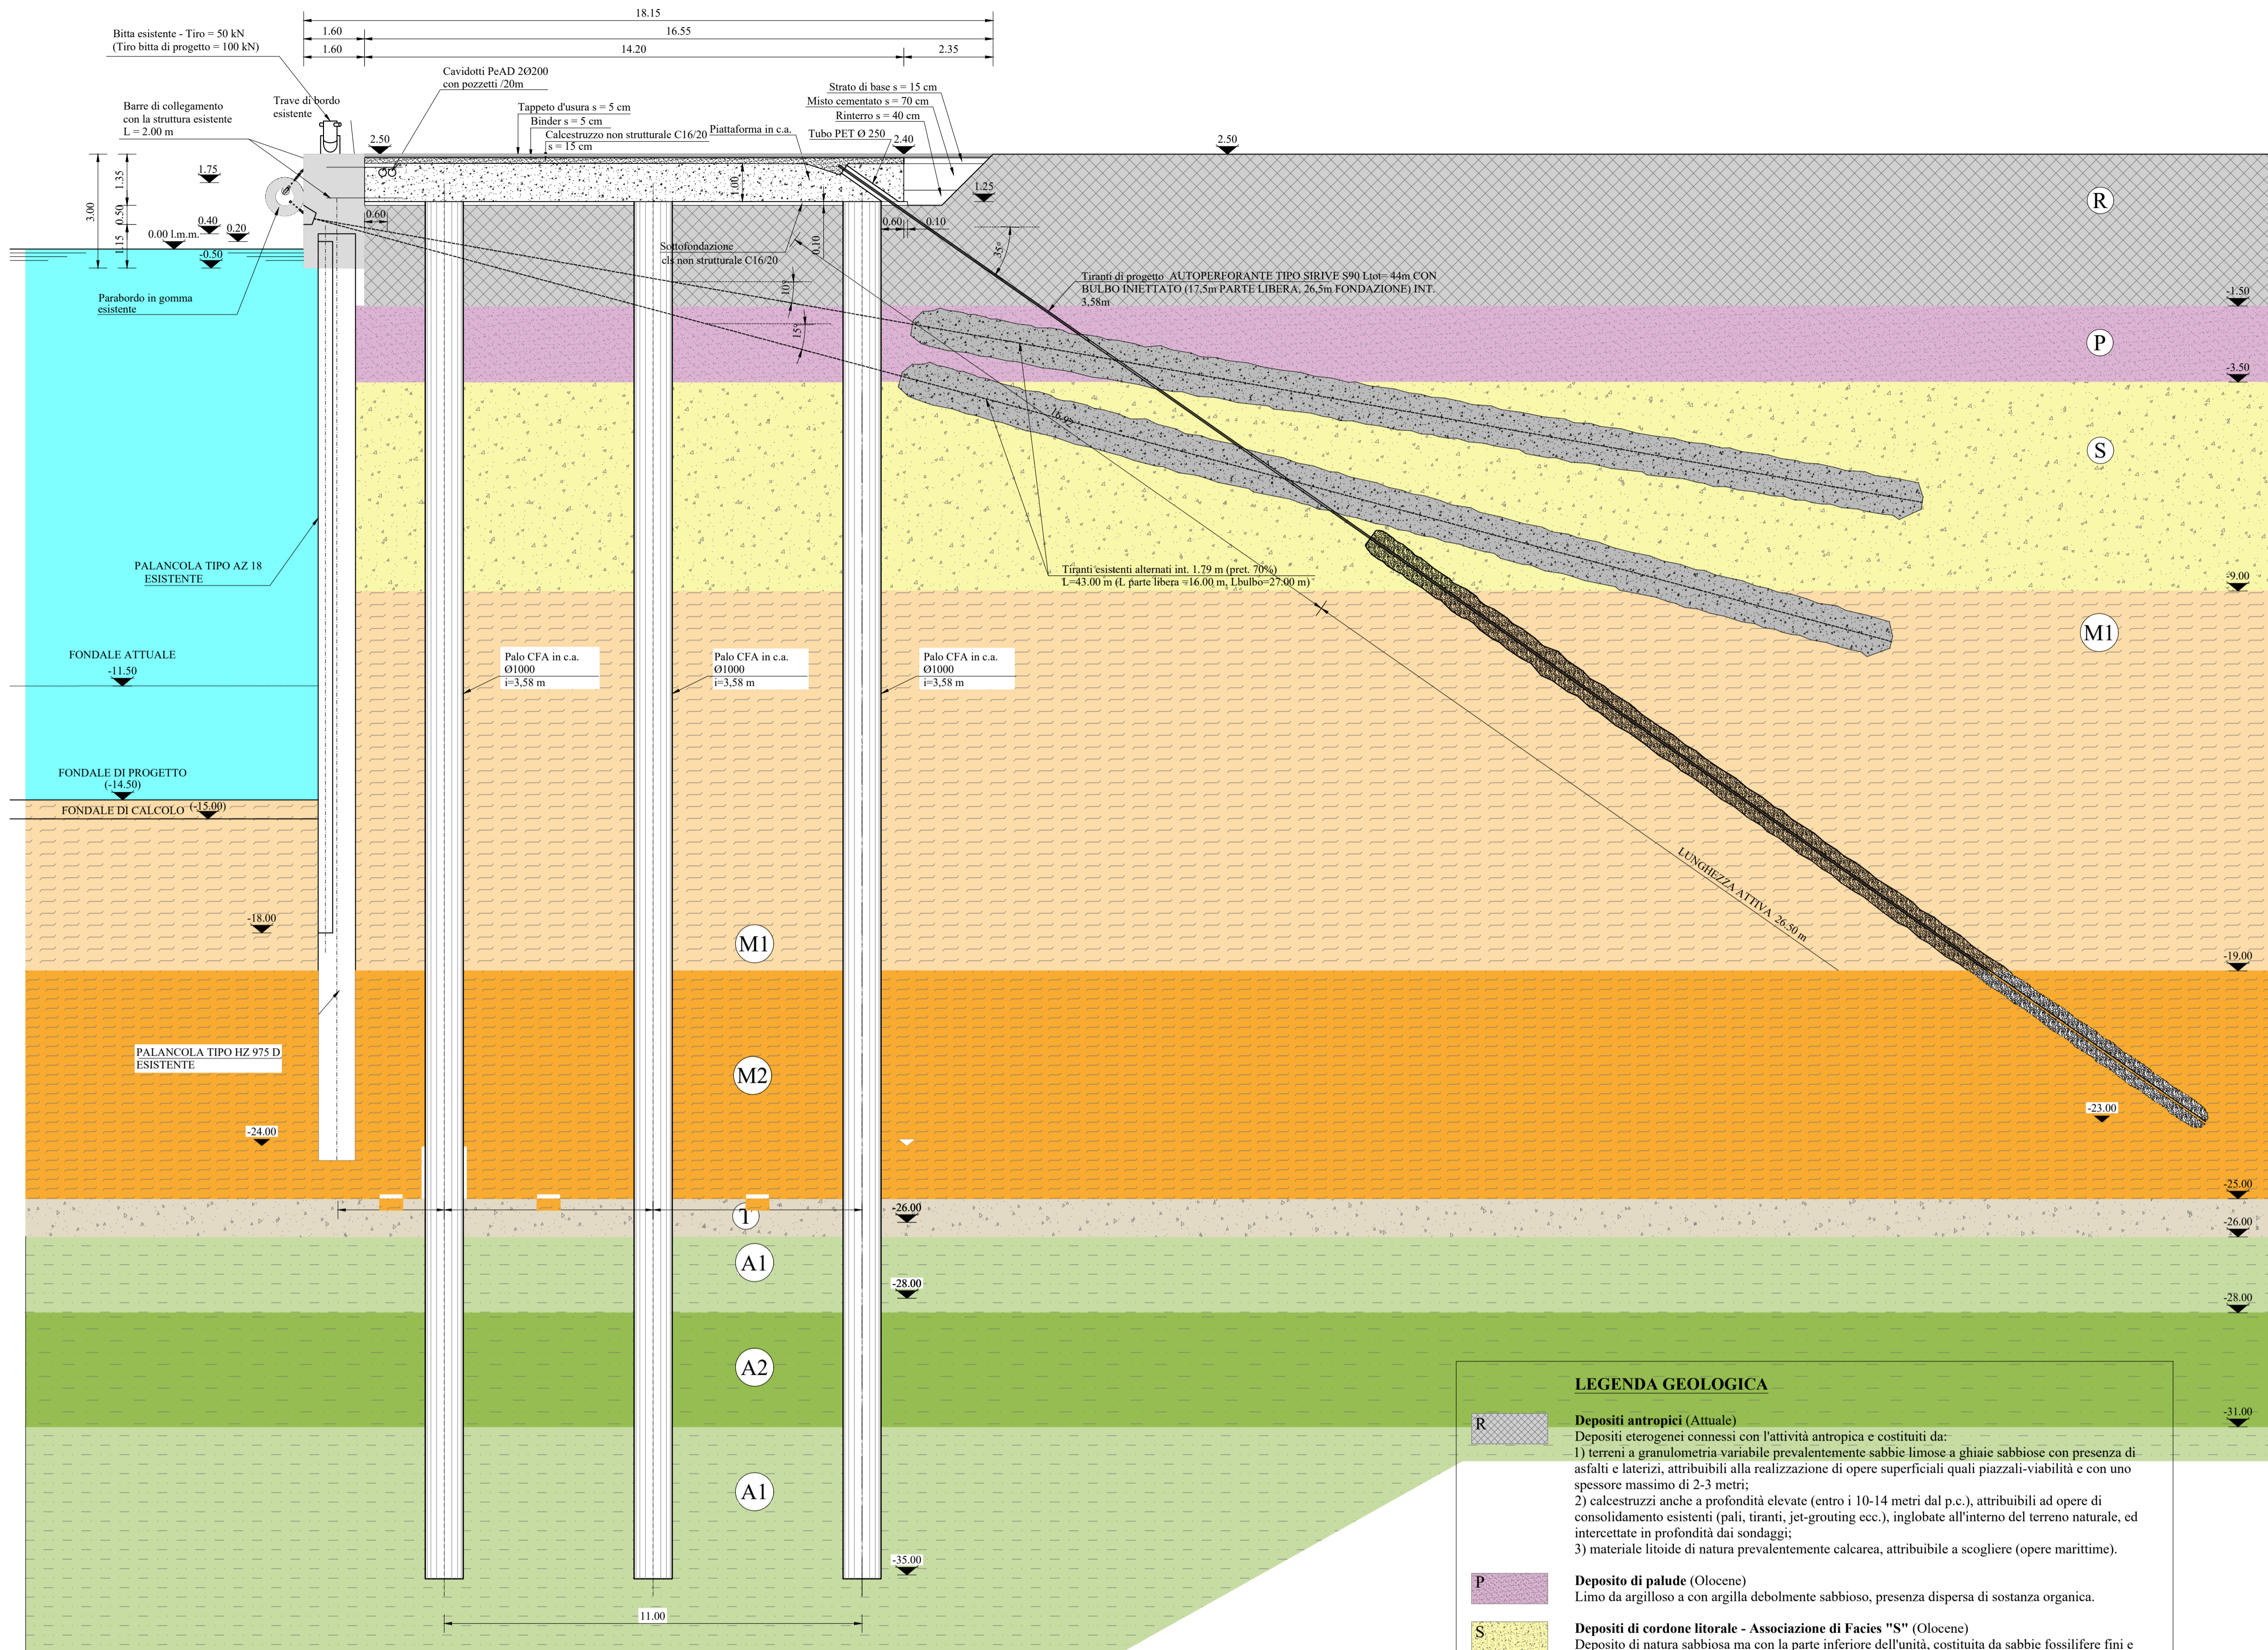 18.15
1.60
16.55
1.60
14.20
2.35
Bitta esistente - Tiro = 50 kN
(Tiro bitta di progetto = 100 kN)
Cavidotti PeAD 2Ø200
con pozzetti /20m
Barre di collegamento
con la struttura esistente
L = 2.00 m
Trave di bordo
esistente
Tappeto d'usura s = 5 cm
Binder s = 5 cm
Calcestruzzo non strutturale C16/20
s = 15 cm
Piattaforma in c.a.
Strato di base s = 15 cm
Misto cementato s = 70 cm
Rinterro s = 40 cm
Tubo PET Ø 250
2.50
2.40
2.50
3.00
1.35
0.50
1.15
1.75
0.40
0.20
0.00 l.m.m.
-0.50
1.00
1.25
0.60
0.60
0.10
0.10
35°
10°
15°
R
Sottofondazione
cls non strutturale C16/20
Tiranti di progetto AUTOPERFORANTE TIPO SIRIVE S90 Ltot= 44m CON
BULBO INIETTATO (17,5m PARTE LIBERA, 26,5m FONDAZIONE) INT.
3,58m
Parabordo in gomma
esistente
-1.50
P
-3.50
S
PALANCOLA TIPO AZ 18
ESISTENTE
Tiranti esistenti alternati int. 1.79 m (pret. 70%)
L=43.00 m (L parte libera =16.00 m, Lbulbo=27.00 m)
-9.00
M1
FONDALE ATTUALE
-11.50
Palo CFA in c.a.
Ø1000
i=3,58 m
Palo CFA in c.a.
Ø1000
i=3,58 m
Palo CFA in c.a.
Ø1000
i=3,58 m
FONDALE DI PROGETTO
(-14.50)
FONDALE DI CALCOLO (-15.00)
LUNGHEZZA ATTIVA 26.50 m
-18.00
M1
-19.00
PALANCOLA TIPO HZ 975 D
ESISTENTE
M2
-23.00
-24.00
-25.00
T
-26.00
-26.00
A1
-28.00
-28.00
A2
-31.00
A1
-35.00
11.00
LEGENDA GEOLOGICA
R
Depositi antropici (Attuale)
Depositi eterogenei connessi con l'attività antropica e costituiti da:
1) terreni a granulometria variabile prevalentemente sabbie limose a ghiaie sabbiose con presenza di
asfalti e laterizi, attribuibili alla realizzazione di opere superficiali quali piazzali-viabilità e con uno
spessore massimo di 2-3 metri;
2) calcestruzzi anche a profondità elevate (entro i 10-14 metri dal p.c.), attribuibili ad opere di
consolidamento esistenti (pali, tiranti, jet-grouting ecc.), inglobate all'interno del terreno naturale, ed
intercettate in profondità dai sondaggi;
3) materiale litoide di natura prevalentemente calcarea, attribuibile a scogliere (opere marittime).
P
Deposito di palude (Olocene)
Limo da argilloso a con argilla debolmente sabbioso, presenza dispersa di sostanza organica.
S
Depositi di cordone litorale - Associazione di Facies "S" (Olocene)
Deposito di natura sabbiosa ma con la parte inferiore dell'unità, costituita da sabbie fossilifere fini e